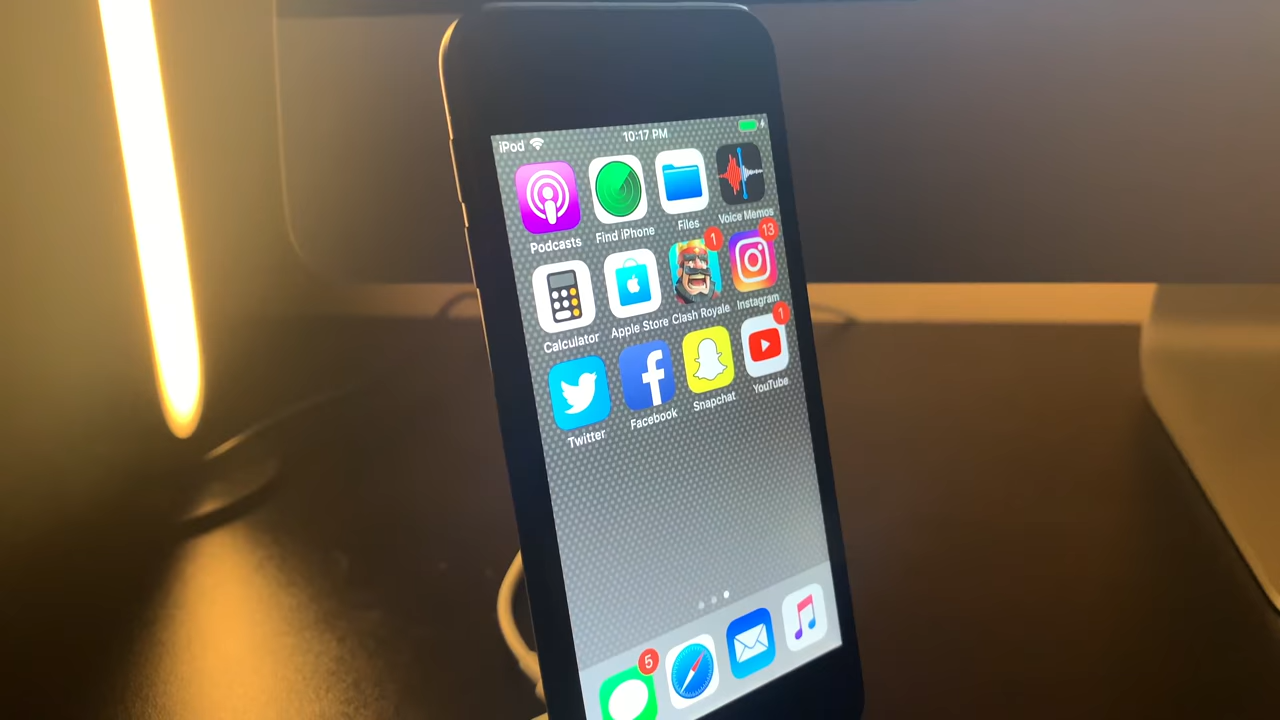 iPod 10:17 PM
Podcasts Find iPhone Files Voice Memos
1 13
Calculator Apple Store Clash Royale Instagram
1
Twitter Facebook Snapchat YouTube
5